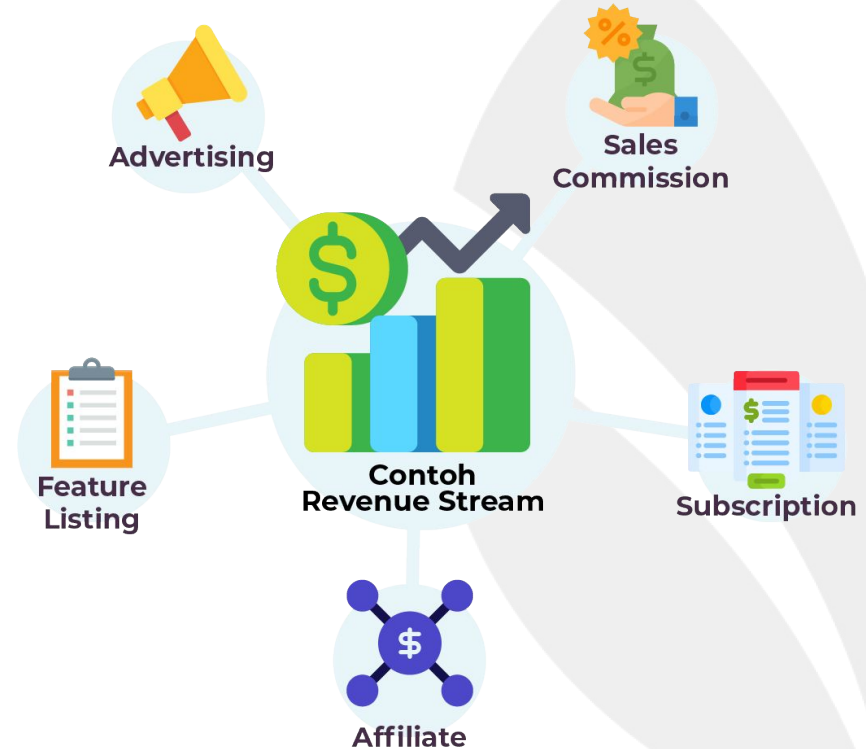 Advertising
Sales
Commission
Contoh
Revenue Stream
Feature
Listing
Subscription
Affiliate